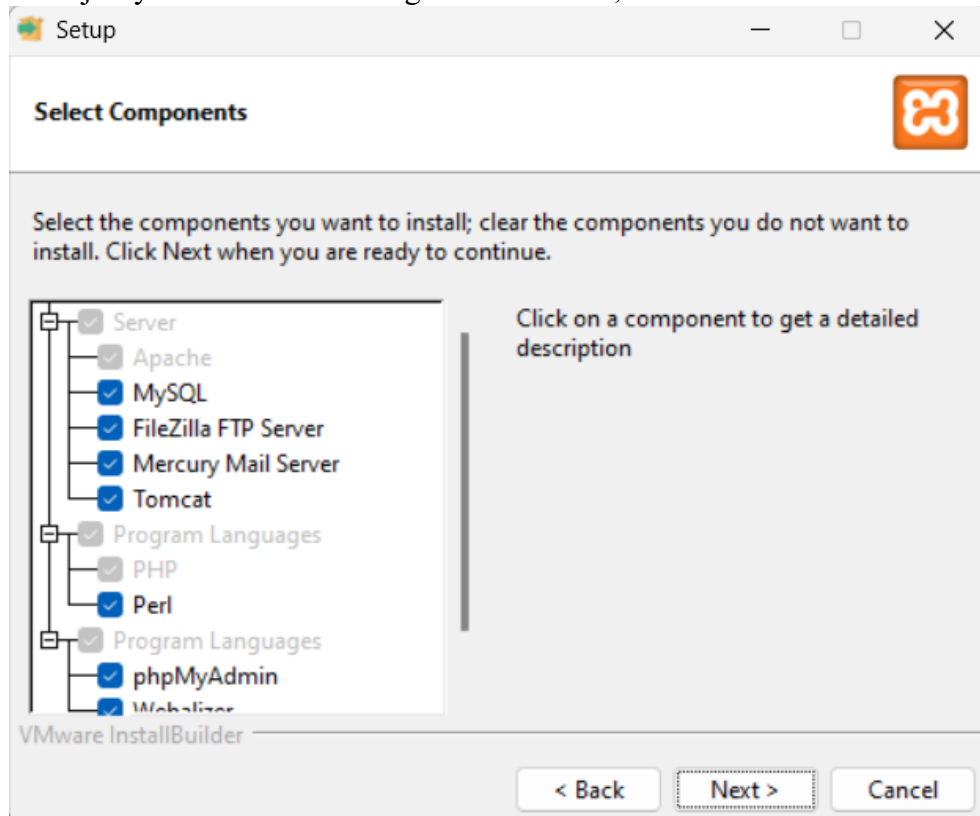 Setup
Select Components
Select the components you want to install; clear the components you do not want to
install. Click Next when you are ready to continue.
Server
Apache
MySQL
FileZilla FTP Server
Mercury Mail Server
Tomcat
Program Languages
PHP
Perl
Program Languages
phpMyAdmin
Webalizer
Click on a component to get a detailed
description
VMware InstallBuilder
< Back
Next >
Cancel